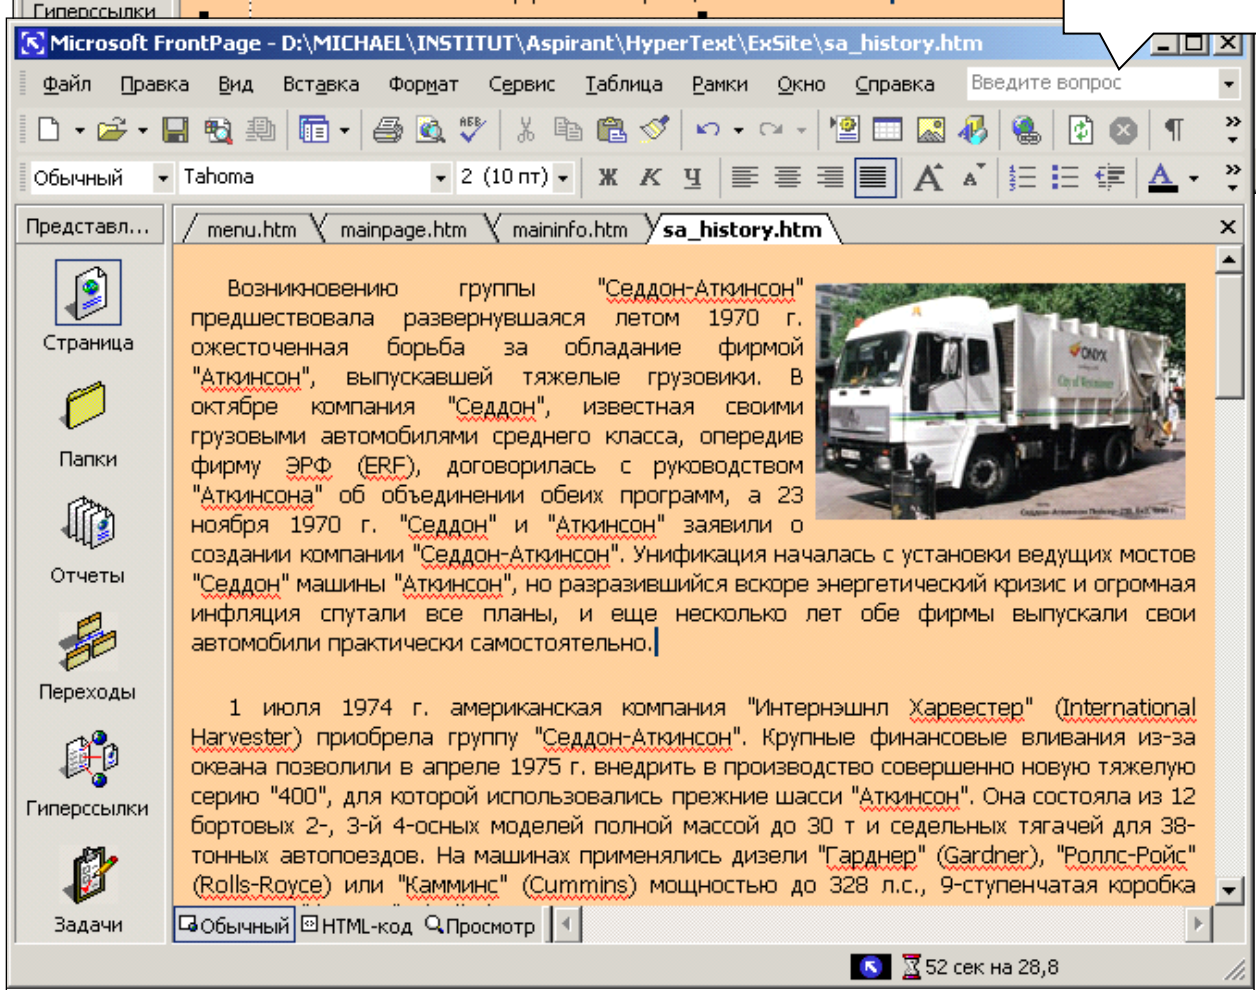 Гиперссылки
Microsoft FrontPage - D:\MICHAEL\INSTITUT\Aspirant\HyperText\ExSite\sa_history.htm
Файл Правка Вид Вставка Формат Сервис Таблица Рамки Окно Справка Введите вопрос
Обычный Tahoma 2 (10 пт) Ж К Ч
Представл...
menu.htm mainpage.htm maininfo.htm sa_history.htm
Страница
Папки
Отчеты
Переходы
Гиперссылки
Задачи
Возникновению группы "Седдон-Аткинсон"
предшествовала развернувшаяся летом 1970 г.
ожесточенная борьба за обладание фирмой
"Аткинсон", выпускавшей тяжелые грузовики. В
октябре компания "Седдон", известная своими
грузовыми автомобилями среднего класса, опередив
фирму ЭРФ (ERF), договорилась с руководством
"Аткинсона" об объединении обеих программ, а 23
ноября 1970 г. "Седдон" и "Аткинсон" заявили о
создании компании "Седдон-Аткинсон". Унификация началась с установки ведущих мостов
"Седдон" машины "Аткинсон", но разразившийся вскоре энергетический кризис и огромная
инфляция спутали все планы, и еще несколько лет обе фирмы выпускали свои
автомобили практически самостоятельно.
ONYX
City of Westminster
1 июля 1974 г. американская компания "Интернэшнл Харвестер" (International
Harvester) приобрела группу "Седдон-Аткинсон". Крупные финансовые вливания из-за
океана позволили в апреле 1975 г. внедрить в производство совершенно новую тяжелую
серию "400", для которой использовались прежние шасси "Аткинсон". Она состояла из 12
бортовых 2-, 3-й 4-осных моделей полной массой до 30 т и седельных тягачей для 38-
тонных автопоездов. На машинах применялись дизели "Гарднер" (Gardner), "Роллс-Ройс"
(Rolls-Royce) или "Камминс" (Cummins) мощностью до 328 л.с., 9-ступенчатая коробка
Обычный HTML-код Просмотр
52 сек на 28,8